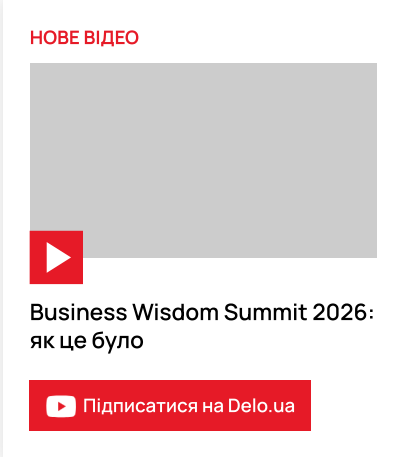 НОВЕ ВІДЕО
Business Wisdom Summit 2026:
як це було
Підписатися на Delo.ua